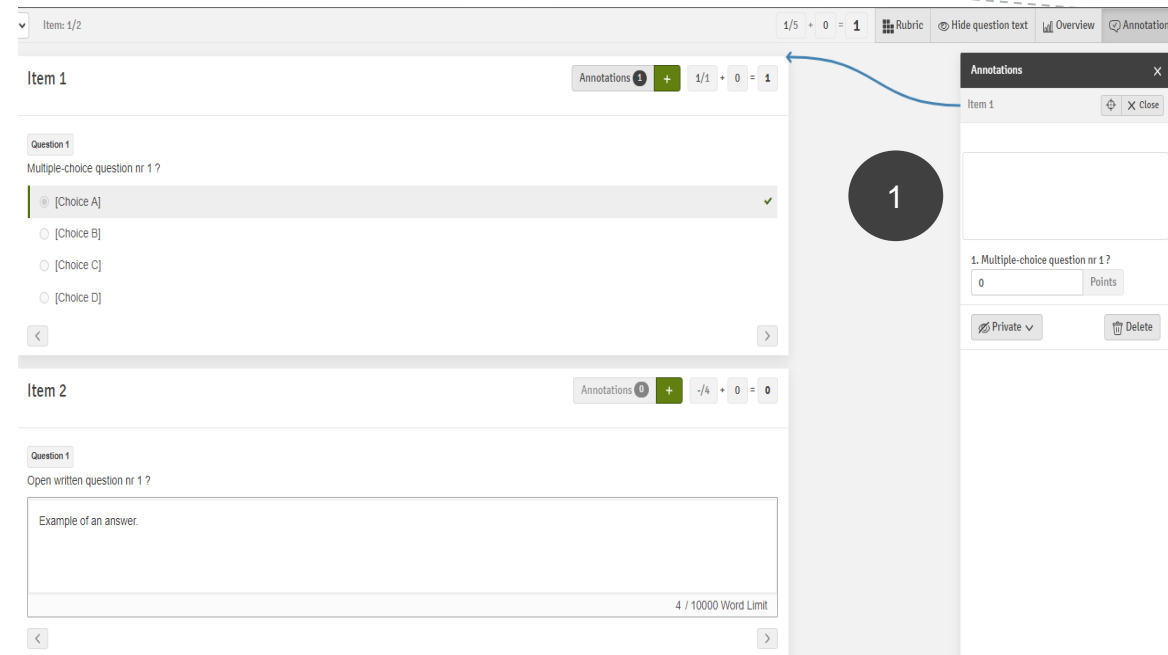 Item: 1/2
1/5 + 0 = 1
Rubric
Hide question text
Overview
Annotation
Item 1
Annotations 1 +
1/1 + 0 = 1
Question 1
Multiple-choice question nr 1 ?
[Choice A]
[Choice B]
[Choice C]
[Choice D]
Item 2
Annotations 0 +
-/4 + 0 = 0
Question 1
Open written question nr 1 ?
Example of an answer.
4 / 10000 Word Limit
1
Annotations X
Item 1
X Close
1. Multiple-choice question nr 1 ?
0 Points
Private
Delete